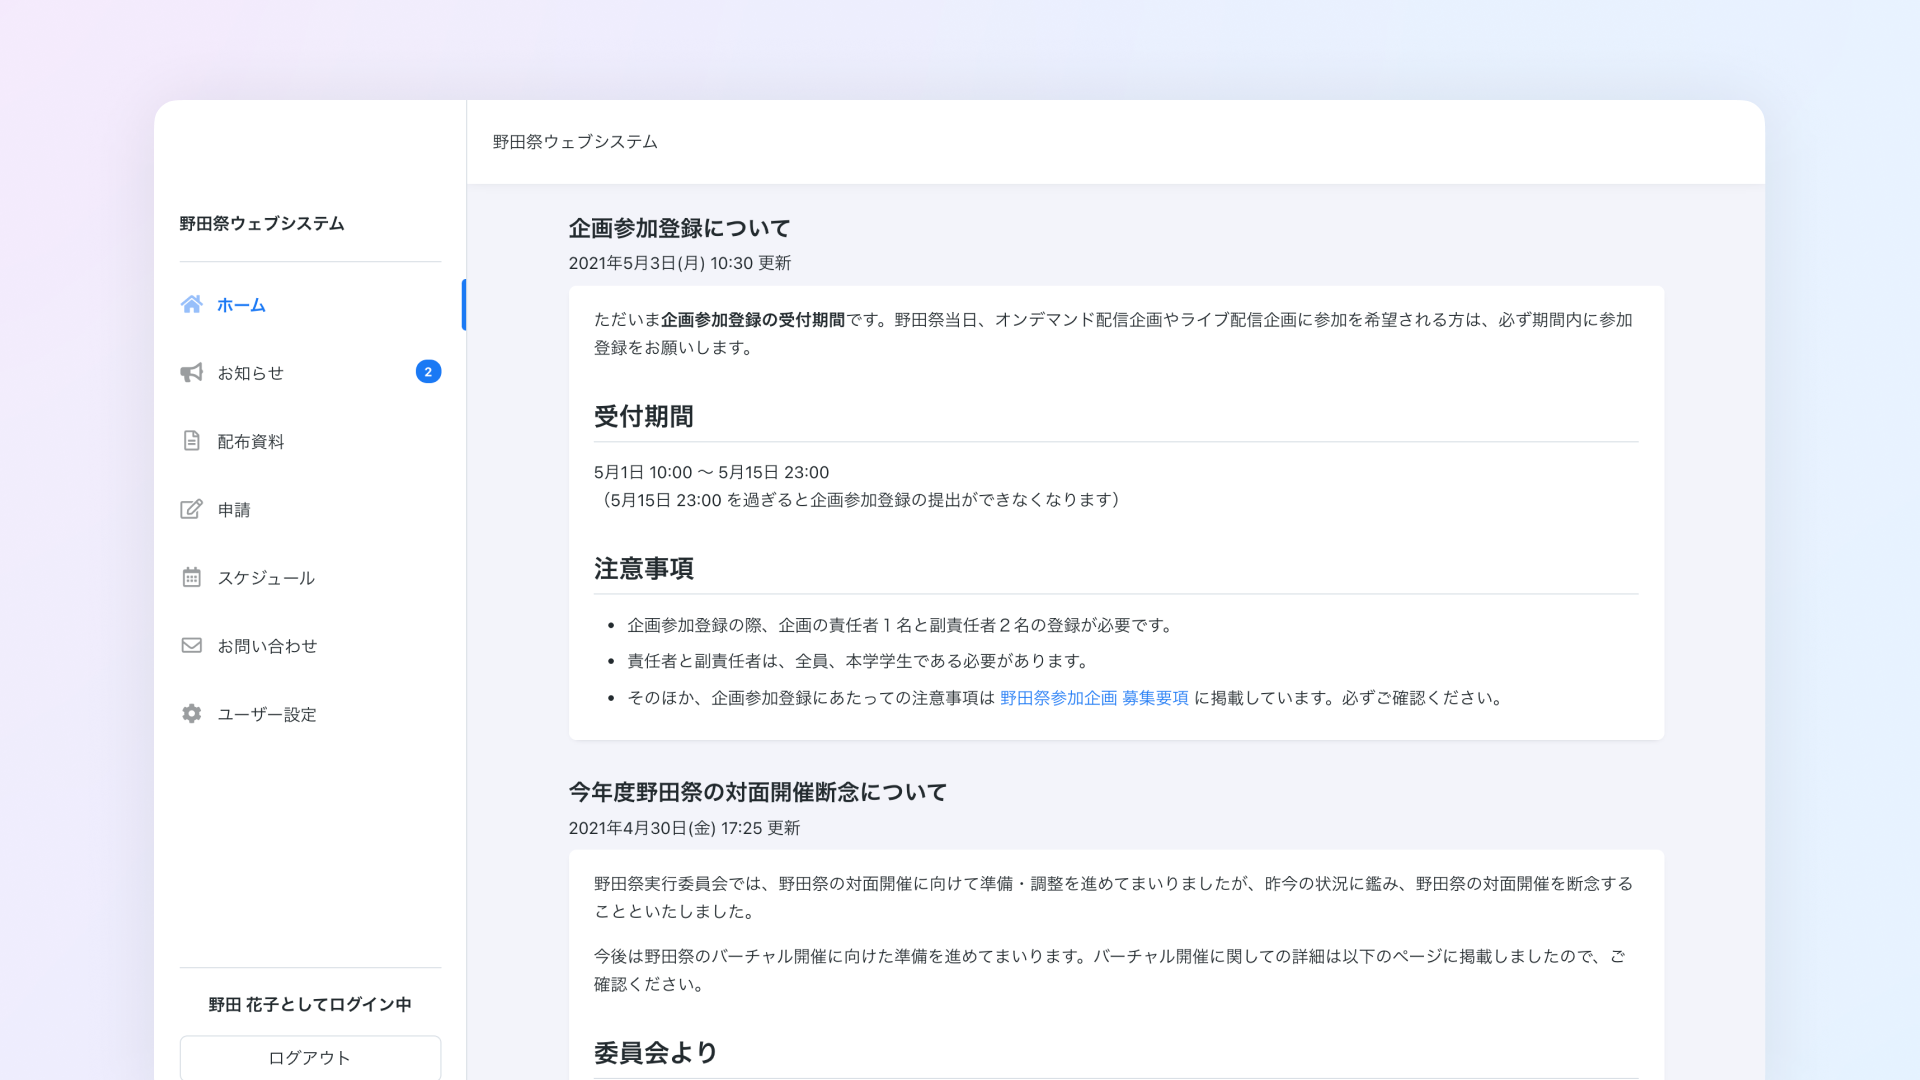 野田祭ウェブシステム
ホーム
お知らせ 2
配布資料
申請
スケジュール
お問い合わせ
ユーザー設定
野田 花子としてログイン中
ログアウト
野田祭ウェブシステム
企画参加登録について
2021年5月3日(月) 10:30 更新
ただいま企画参加登録の受付期間です。野田祭当日、オンデマンド配信企画やライブ配信企画に参加を希望される方は、必ず期間内に参加
登録をお願いします。
受付期間
5月1日 10:00 〜 5月15日 23:00
（5月15日 23:00 を過ぎると企画参加登録の提出ができなくなります）
注意事項
• 企画参加登録の際、企画の責任者１名と副責任者２名の登録が必要です。
• 責任者と副責任者は、全員、本学学生である必要があります。
• そのほか、企画参加登録にあたっての注意事項は 野田祭参加企画 募集要項 に掲載しています。必ずご確認ください。
今年度野田祭の対面開催断念について
2021年4月30日(金) 17:25 更新
野田祭実行委員会では、野田祭の対面開催に向けて準備・調整を進めてまいりましたが、昨今の状況に鑑み、野田祭の対面開催を断念する
ことといたしました。
今後は野田祭のバーチャル開催に向けた準備を進めてまいります。バーチャル開催に関しての詳細は以下のページに掲載しましたので、ご
確認ください。
委員会より